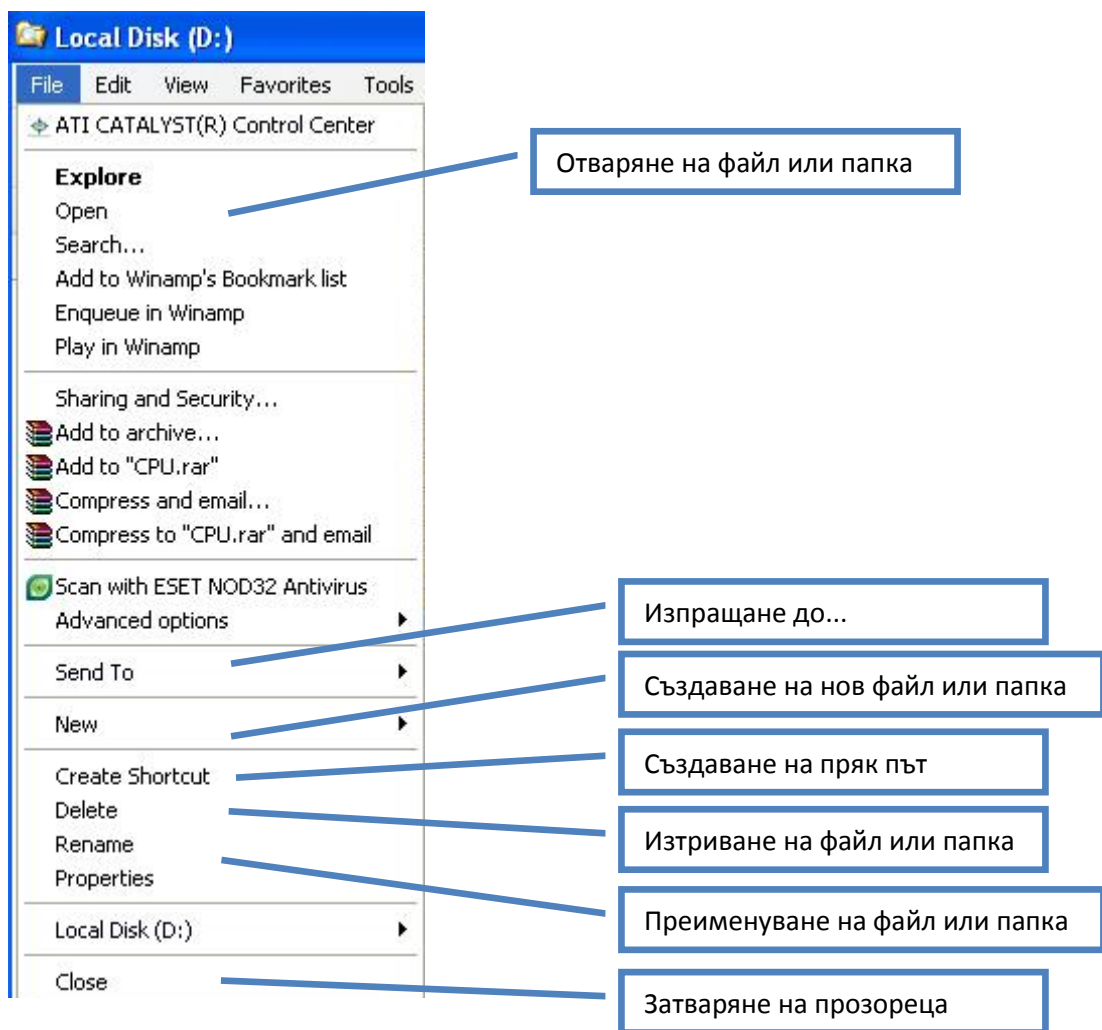 Local Disk (D:)
File Edit View Favorites Tools
ATI CATALYST(R) Control Center
Explore
Отваряне на файл или папка
Open
Search...
Add to Winamp's Bookmark list
Enqueue in Winamp
Play in Winamp
Sharing and Security...
Add to archive...
Add to "CPU.rar"
Compress and email...
Compress to "CPU.rar" and email
Scan with ESET NOD32 Antivirus
Advanced options
Изпращане до...
Send To
Създаване на нов файл или папка
New
Създаване на пряк път
Create Shortcut
Delete
Изтриване на файл или папка
Rename
Properties
Преименуване на файл или папка
Local Disk (D:)
Close
Затваряне на прозореца